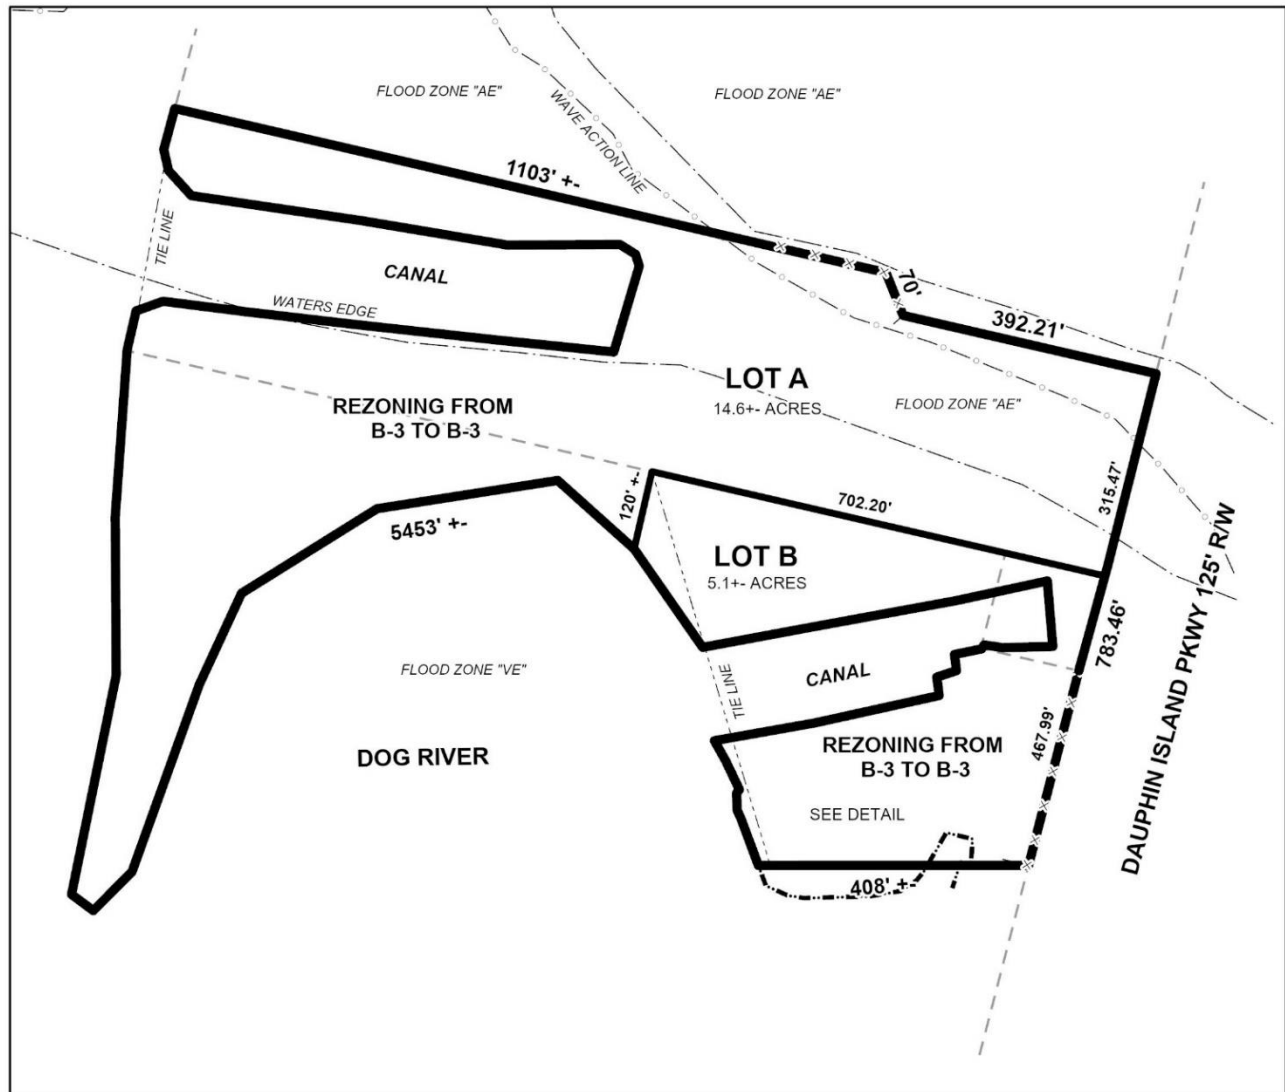 FLOOD ZONE "AE"
FLOOD ZONE "AE"
WAVE ACTION LINE
1103' +-
TIE LINE
CANAL
70'
WATERS EDGE
392.21'
LOT A
14.6+- ACRES
FLOOD ZONE "AE"
REZONING FROM
B-3 TO B-3
315.47'
120' +-
702.20'
5453' +-
LOT B
5.1+- ACRES
783.46'
DAUPHIN ISLAND PKWY 125' R/W
FLOOD ZONE "VE"
TIE LINE
CANAL
467.99'
DOG RIVER
REZONING FROM
B-3 TO B-3
SEE DETAIL
408' +-